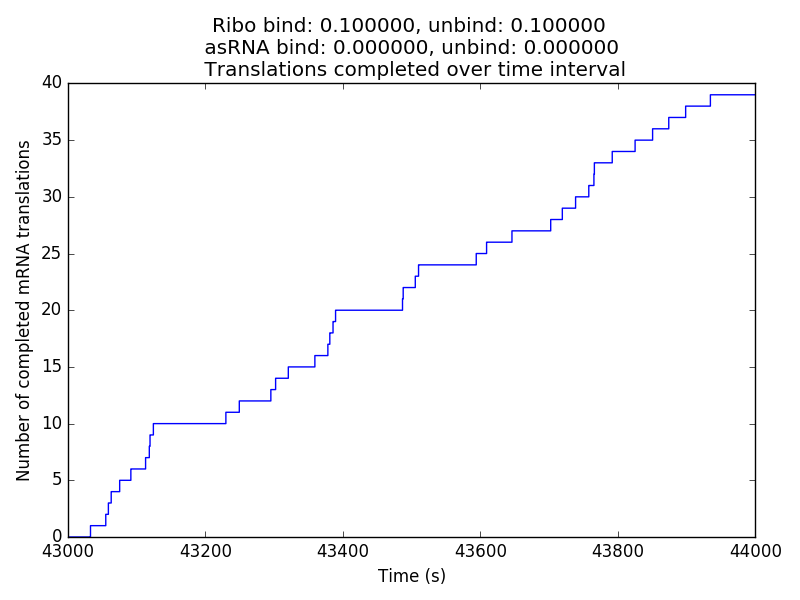 Ribo bind: 0.100000, unbind: 0.100000
asRNA bind: 0.000000, unbind: 0.000000
Translations completed over time interval
40
35
30
25
20
15
10
5
0
Number of completed mRNA translations
43000 43200 43400 43600 43800 44000
Time (s)